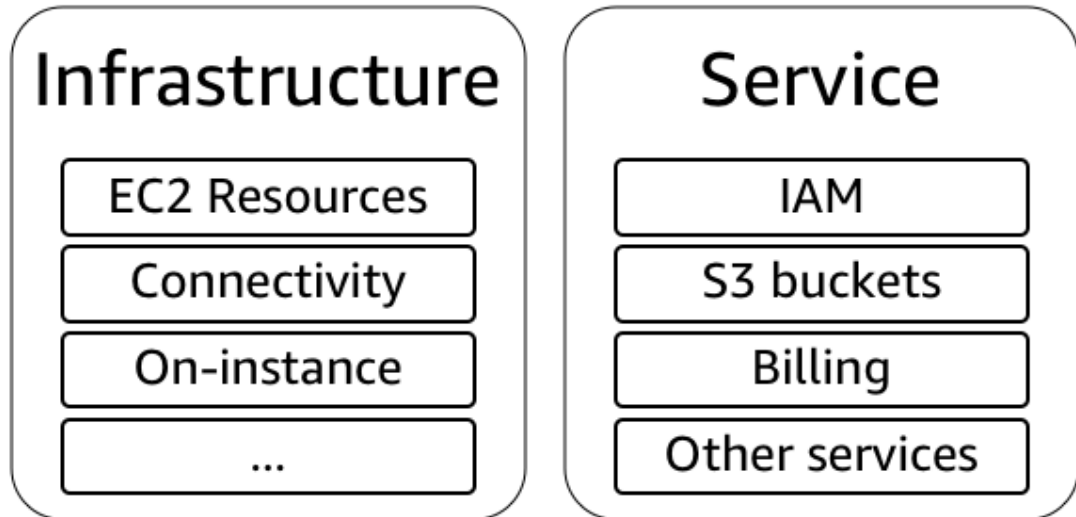 Infrastructure
EC2 Resources
Connectivity
On-instance
...
Service
IAM
S3 buckets
Billing
Other services